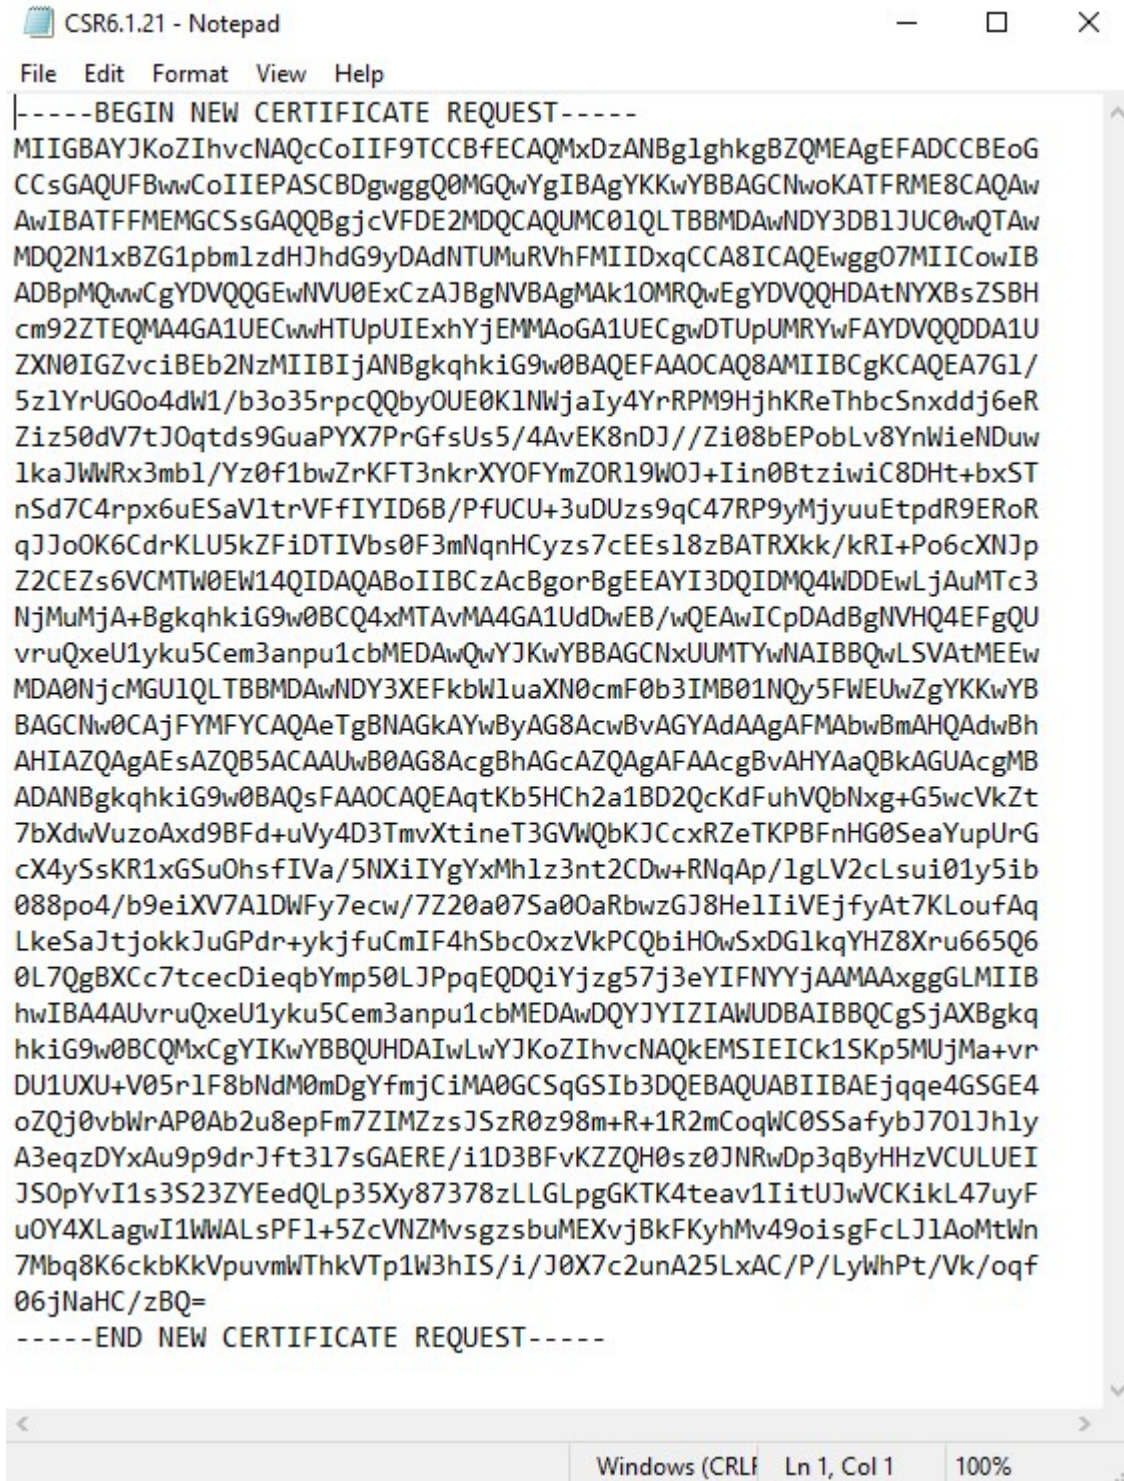 CSR6.1.21 - Notepad
File Edit Format View Help
-----BEGIN NEW CERTIFICATE REQUEST-----
MIIGBAYJKoZIhvcNAQcCoIIF9TCCBfECAQMxDzANBglghkgBZQMEAgEFADCCBEoG
CCsGAQUFBwwCoIIEPASCBDgwggQ0MGQwYgIBAgYKKwYBBAGCNwoKATFRME8CAQAw
AwIBATFFMEMGCSsGAQQBgjcVFDE2MDQCAQUMC0lQLTBBMDAwNDY3DBlJUC0wQTAw
MDQ2N1xBZG1pbmlzdHJhdG9yDAdNTUMuRVhFMIIDxqCCA8ICAQEwggO7MIICowIB
ADBpMQwwCgYDVQQGEwNVU0ExCzAJBgNVBAgMAk1OMRQwEgYDVQQHDAtNYXBsZSBH
cm92ZTEQMA4GA1UECwwHTUpUIExhYjEMMAoGA1UECgwDTUpUMRYwFAYDVQQDDA1U
ZXN0IGZvciBEb2NzMIIBIjANBgkqhkiG9w0BAQEFAAOCAQ8AMIIBCgKCAQEA7Gl/
5zlYrUGOo4dW1/b3o35rpcQQbyOUE0KlNWjaIy4YrRPM9HjhKReThbcSnxddj6eR
Ziz50dV7tJOqtds9GuaPYX7PrGfsUs5/4AvEK8nDJ//Zi08bEPobLv8YnWieNDuw
lkaJWWRx3mbl/Yz0f1bwZrKFT3nkrXYOFYmZORl9WOJ+Iin0BtziwiC8DHt+bxST
nSd7C4rpx6uESaVltrVFfIYID6B/PfUCU+3uDUzs9qC47RP9yMjyuuEtpdR9ERoR
qJJoOK6CdrKLU5kZFiDTIVbs0F3mNqnHCyzs7cEEsl8zBATRXkk/kRI+Po6cXNJp
Z2CEZs6VCMTW0EW14QIDAQABoIIBCzAcBgorBgEEAYI3DQIDMQ4WDDEwLjAuMTc3
NjMuMjA+BgkqhkiG9w0BCQ4xMTAvMA4GA1UdDwEB/wQEAwICpDAdBgNVHQ4EFgQU
vruQxeU1yku5Cem3anpu1cbMEDAwQwYJKwYBBAGCNxUUMTYwNAIBBQwLSVAtMEEw
MDA0NjcMGUlQLTBBMDAwNDY3XEFkbWluaXN0cmF0b3IMB01NQy5FWEUwZgYKKwYB
BAGCNw0CAjFYMFYCAQAeTgBNAGkAYwByAG8AcwBvAGYAdAAgAFMAbwBmAHQAdwBh
AHIAZQAgAEsAZQB5ACAAUwB0AG8AcgBhAGcAZQAgAFAAcgBvAHYAaQBkAGUAcgMB
ADANBgkqhkiG9w0BAQsFAAOCAQEAqtKb5HCh2a1BD2QcKdFuhVQbNxg+G5wcVkZt
7bXdwVuzoAxd9BFd+uVy4D3TmvXtineT3GVWQbKJCcxRZeTKPBFnHG0SeaYupUrG
cX4ySsKR1xGSuOhsfIVa/5NXiIYgYxMhlz3nt2CDw+RNqAp/lgLV2cLsui01y5ib
088po4/b9eiXV7AlDWFy7ecw/7Z20a07Sa0OaRbwzGJ8HelIiVEjfyAt7KLoufAq
LkeSaJtjokkJuGPdr+ykjfuCmIF4hSbcOxzVkPCQbiHOwSxDGlkqYHZ8Xru665Q6
0L7QgBXCc7tcecDieqbYmp50LJPpqEQDQiYjzg57j3eYIFNYYjAAMAAxggGLMIIB
hwIBA4AUvruQxeU1yku5Cem3anpu1cbMEDAwDQYJYIZIAWUDBAIBBQCgSjAXBgkq
hkiG9w0BCQMxCgYIKwYBBQUHDAIwLwYJKoZIhvcNAQkEMSIEICk1SKp5MUjMa+vr
DU1UXU+V05rlF8bNdM0mDgYfmjCiMA0GCSqGSIb3DQEBAQUABIIBAEjqqe4GSGE4
oZQj0vbWrAP0Ab2u8epFm7ZIMZzsJSzR0z98m+R+1R2mCoqWC0SSafybJ7OlJhly
A3eqzDYxAu9p9drJft3l7sGAERE/i1D3BFvKZZQH0sz0JNRwDp3qByHHzVCULUEI
JSOpYvI1s3S23ZYEedQLp35Xy87378zLLGLpgGKTK4teav1IitUJwVCKikL47uyF
uOY4XLagwI1WWALsPFl+5ZcVNZMvsgzsbuMEXvjBkFKyhMv49oisgFcLJlAoMtWn
7Mbq8K6ckbKkVpuvmWThkVTp1W3hIS/i/J0X7c2unA25LxAC/P/LyWhPt/Vk/oqf
06jNaHC/zBQ=
-----END NEW CERTIFICATE REQUEST-----
Windows (CRLF Ln 1, Col 1 100%